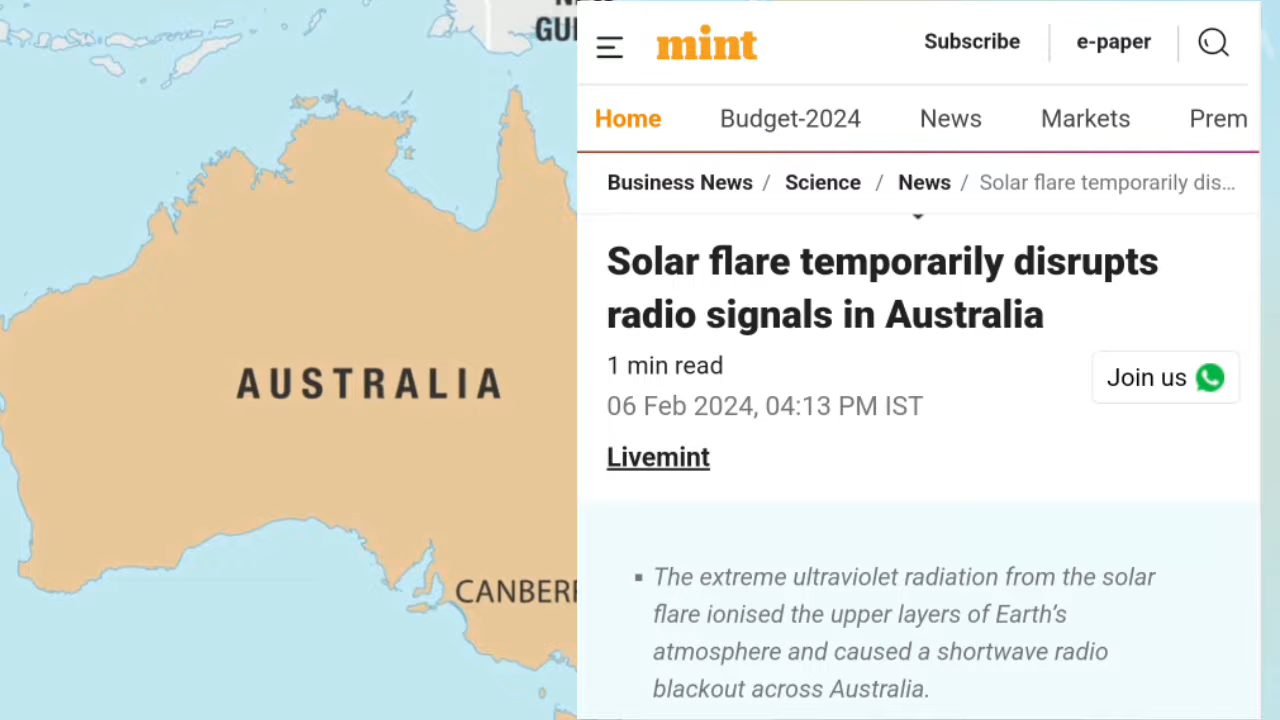 GUI
AUSTRALIA
CANBERR
mint
Subscribe
e-paper
Home Budget-2024 News Markets Prem
Business News / Science / News / Solar flare temporarily dis...
Solar flare temporarily disrupts
radio signals in Australia
1 min read
Join us
06 Feb 2024, 04:13 PM IST
Livemint
▪ The extreme ultraviolet radiation from the solar
flare ionised the upper layers of Earth's
atmosphere and caused a shortwave radio
blackout across Australia.